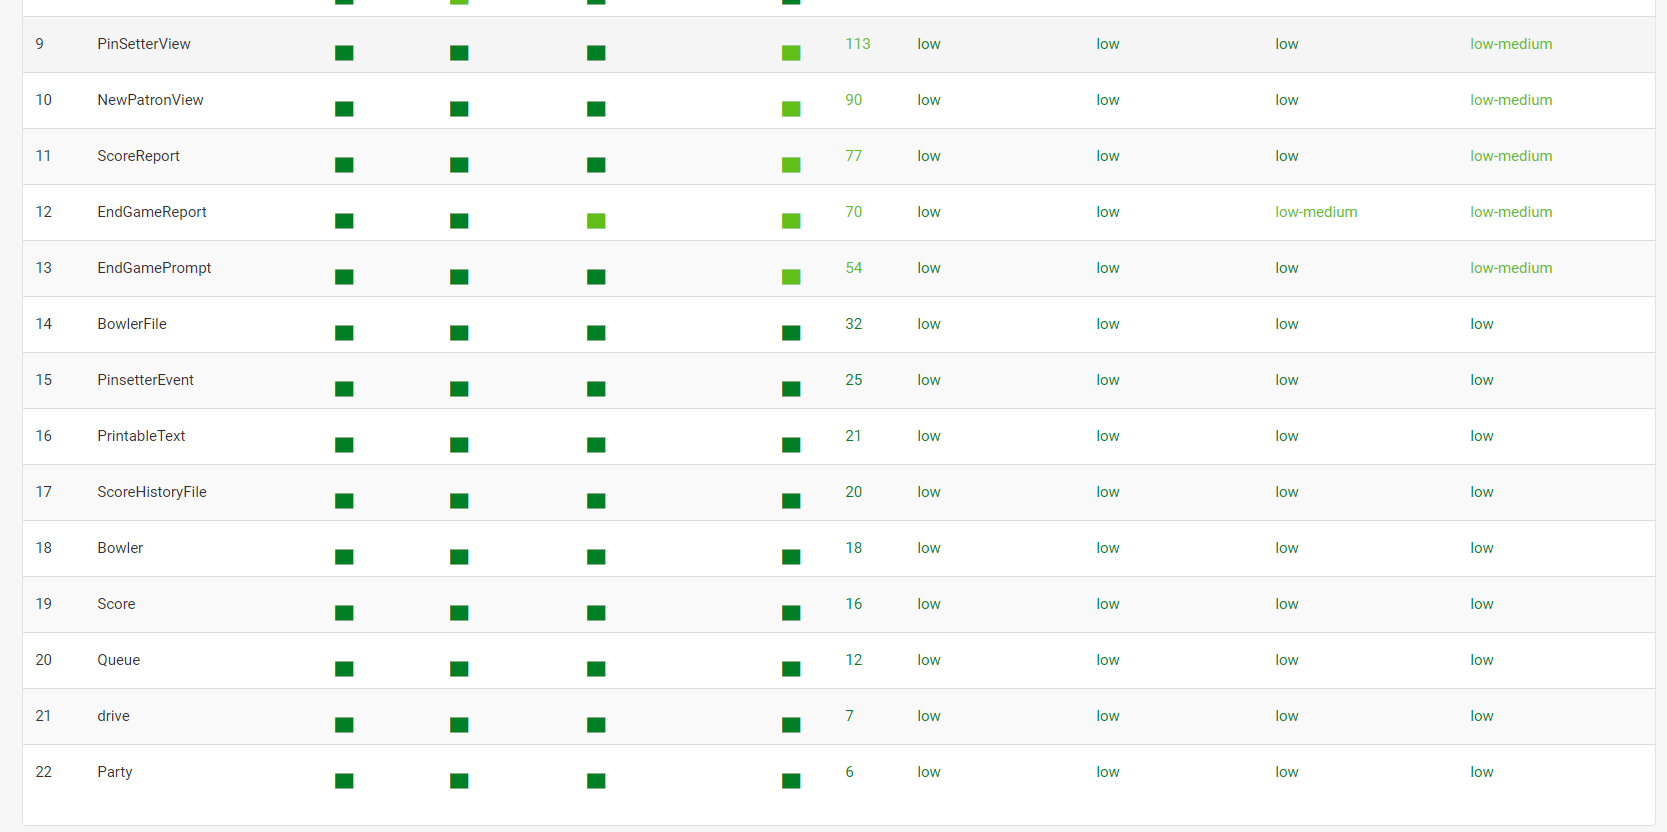 9 PinSetterView 113 low low low low-medium
10 NewPatronView 90 low low low low-medium
11 ScoreReport 77 low low low low-medium
12 EndGameReport 70 low low low-medium low-medium
13 EndGamePrompt 54 low low low low-medium
14 BowlerFile 32 low low low low
15 PinsetterEvent 25 low low low low
16 PrintableText 21 low low low low
17 ScoreHistoryFile 20 low low low low
18 Bowler 18 low low low low
19 Score 16 low low low low
20 Queue 12 low low low low
21 drive 7 low low low low
22 Party 6 low low low low